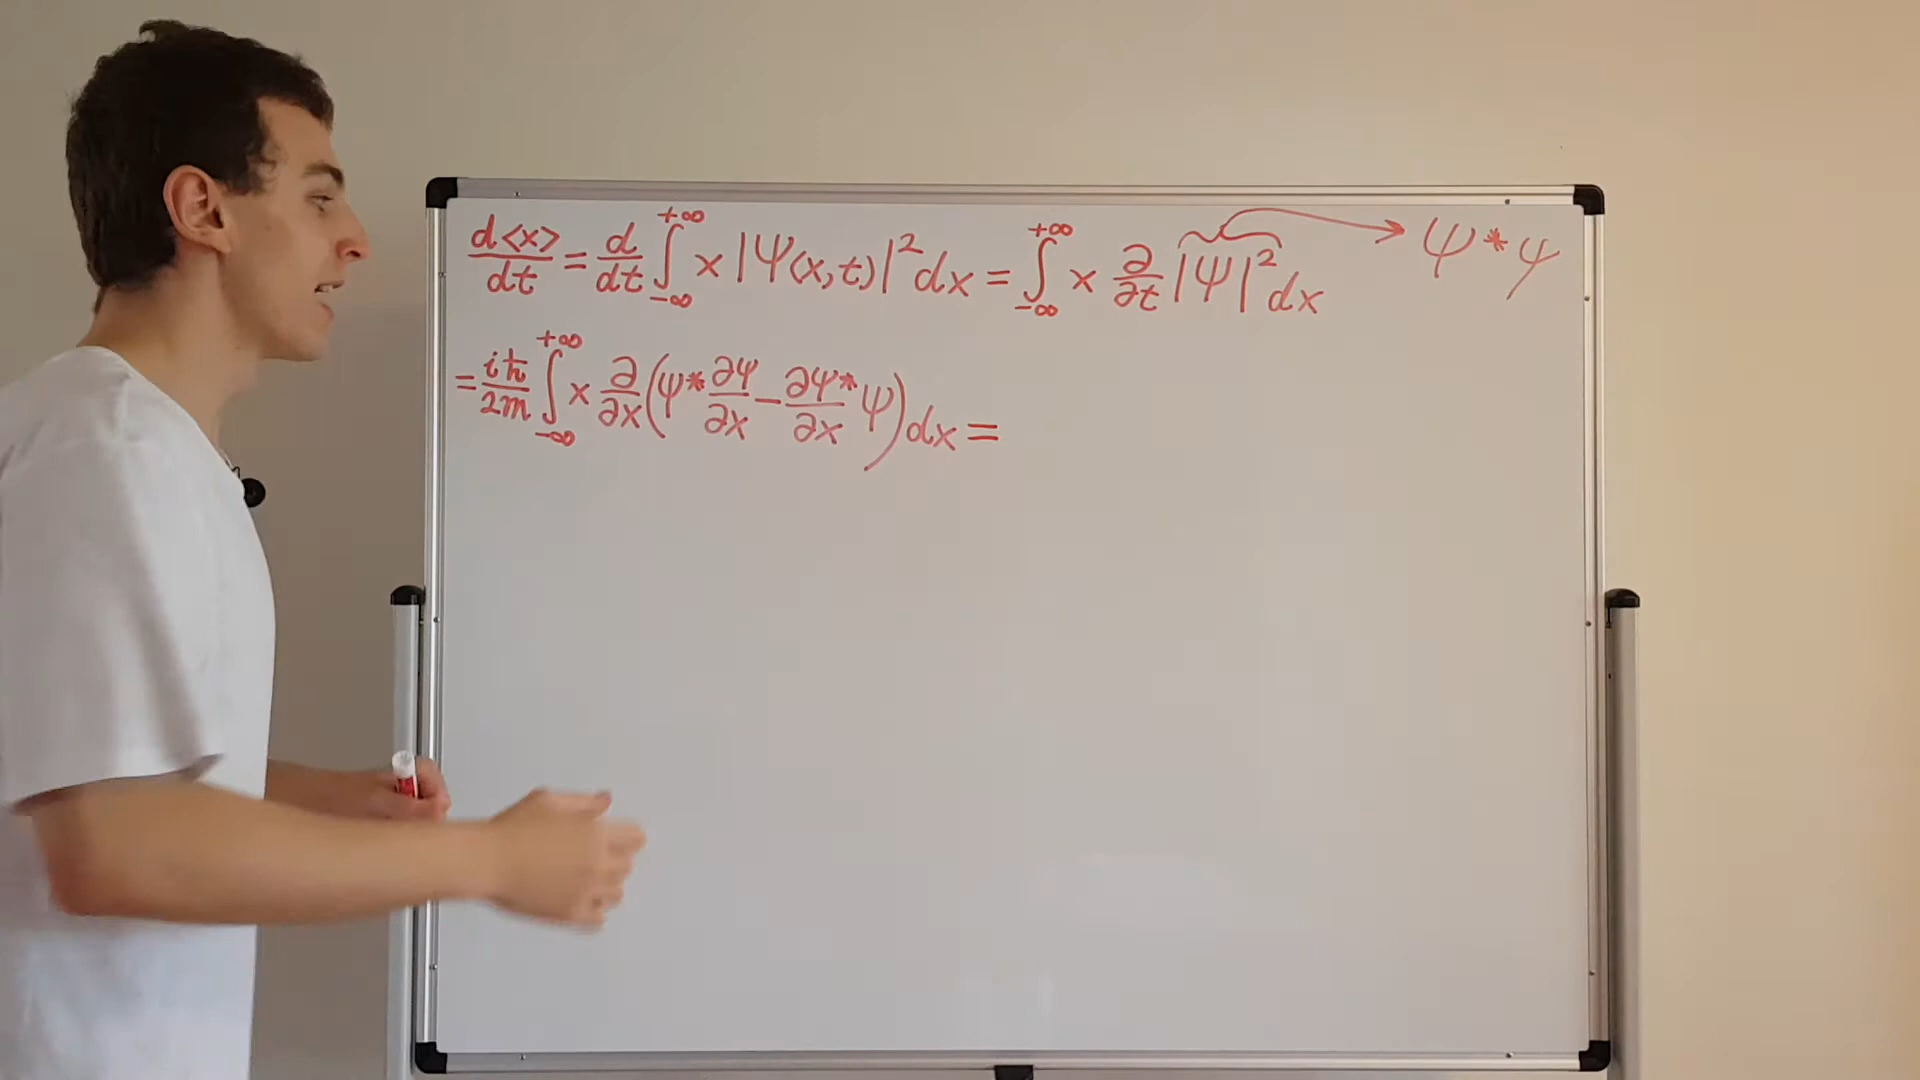 d<x>/dt = d/dt ∫_{-∞}^{+∞} x |Ψ(x,t)|² dx = ∫_{-∞}^{+∞} x ∂/∂t |Ψ|² dx → Ψ*Ψ
= iħ/2m ∫_{-∞}^{+∞} x ∂/∂x (Ψ* ∂Ψ/∂x - ∂Ψ*/∂x Ψ) dx =